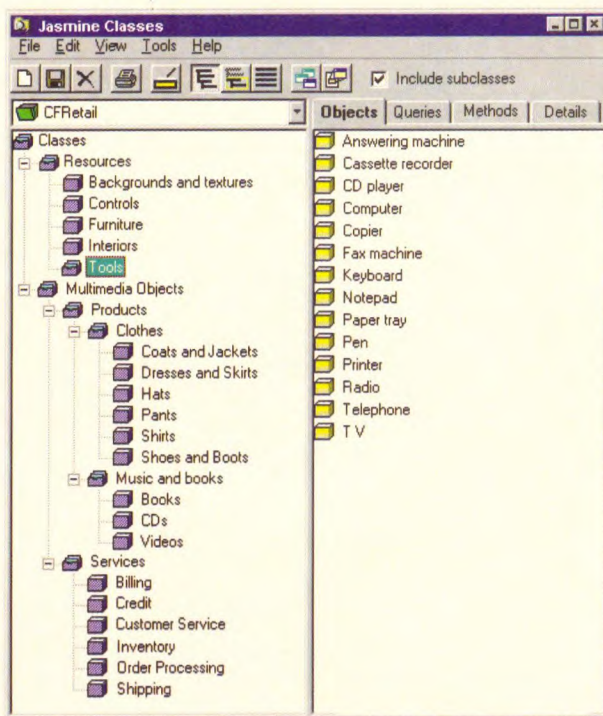 Jasmine Classes
File Edit View Tools Help
Include subclasses
CFRetail
Objects Queries Methods Details
Classes
Resources
Backgrounds and textures
Controls
Furniture
Interiors
Tools
Multimedia Objects
Products
Clothes
Coats and Jackets
Dresses and Skirts
Hats
Pants
Shirts
Shoes and Boots
Music and books
Books
CDs
Videos
Services
Billing
Credit
Customer Service
Inventory
Order Processing
Shipping
Answering machine
Cassette recorder
CD player
Computer
Copier
Fax machine
Keyboard
Notepad
Paper tray
Pen
Printer
Radio
Telephone
T V